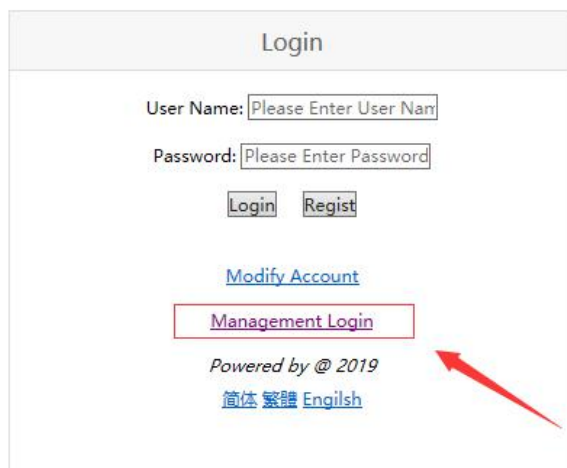 Login
User Name: Please Enter User Nam
Password: Please Enter Password
Login Regist
Modify Account
Management Login
Powered by @ 2019
简体 繁體 Engilsh